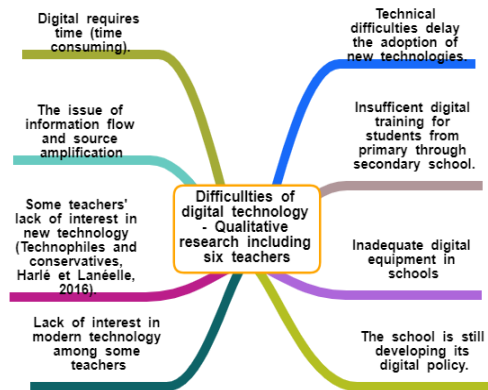 Digital requires
time (time
consuming).
The issue of
information flow
and source
amplification
Some teachers'
lack of interest in
new technology
(Technophiles and
conservatives,
Harlé et Lanéelle,
2016).
Lack of interest in
modern technology
among some
teachers
Difficullties of
digital technology
- Qualitative
research including
six teachers
Technical
difficulties delay
the adoption of
new technologies.
Insufficent digital
training for
students from
primary through
secondary school.
Inadequate digital
equipment in
schools
The school is still
developing its
digital policy.